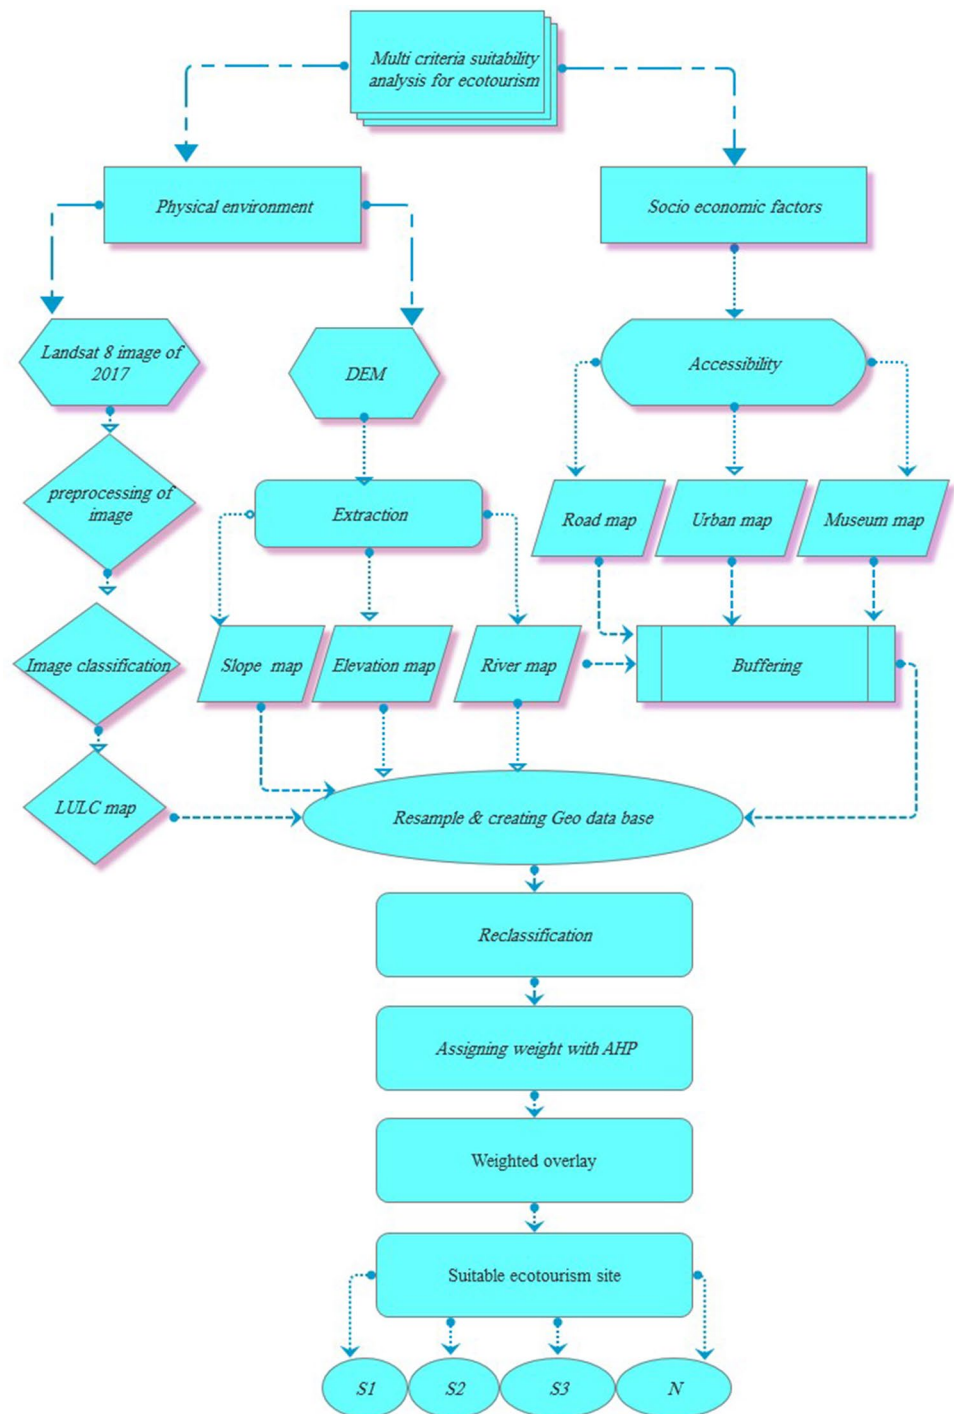 Multi criteria suitability
analysis for ecotourism
Physical environment
Socio economic factors
Landsat 8 image of
2017
DEM
Accessibility
preprocessing of
image
Extraction
Road map
Urban map
Museum map
Image classification
Slope map
Elevation map
River map
Buffering
LULC map
Resample & creating Geo data base
Reclassification
Assigning weight with AHP
Weighted overlay
Suitable ecotourism site
S1
S2
S3
N